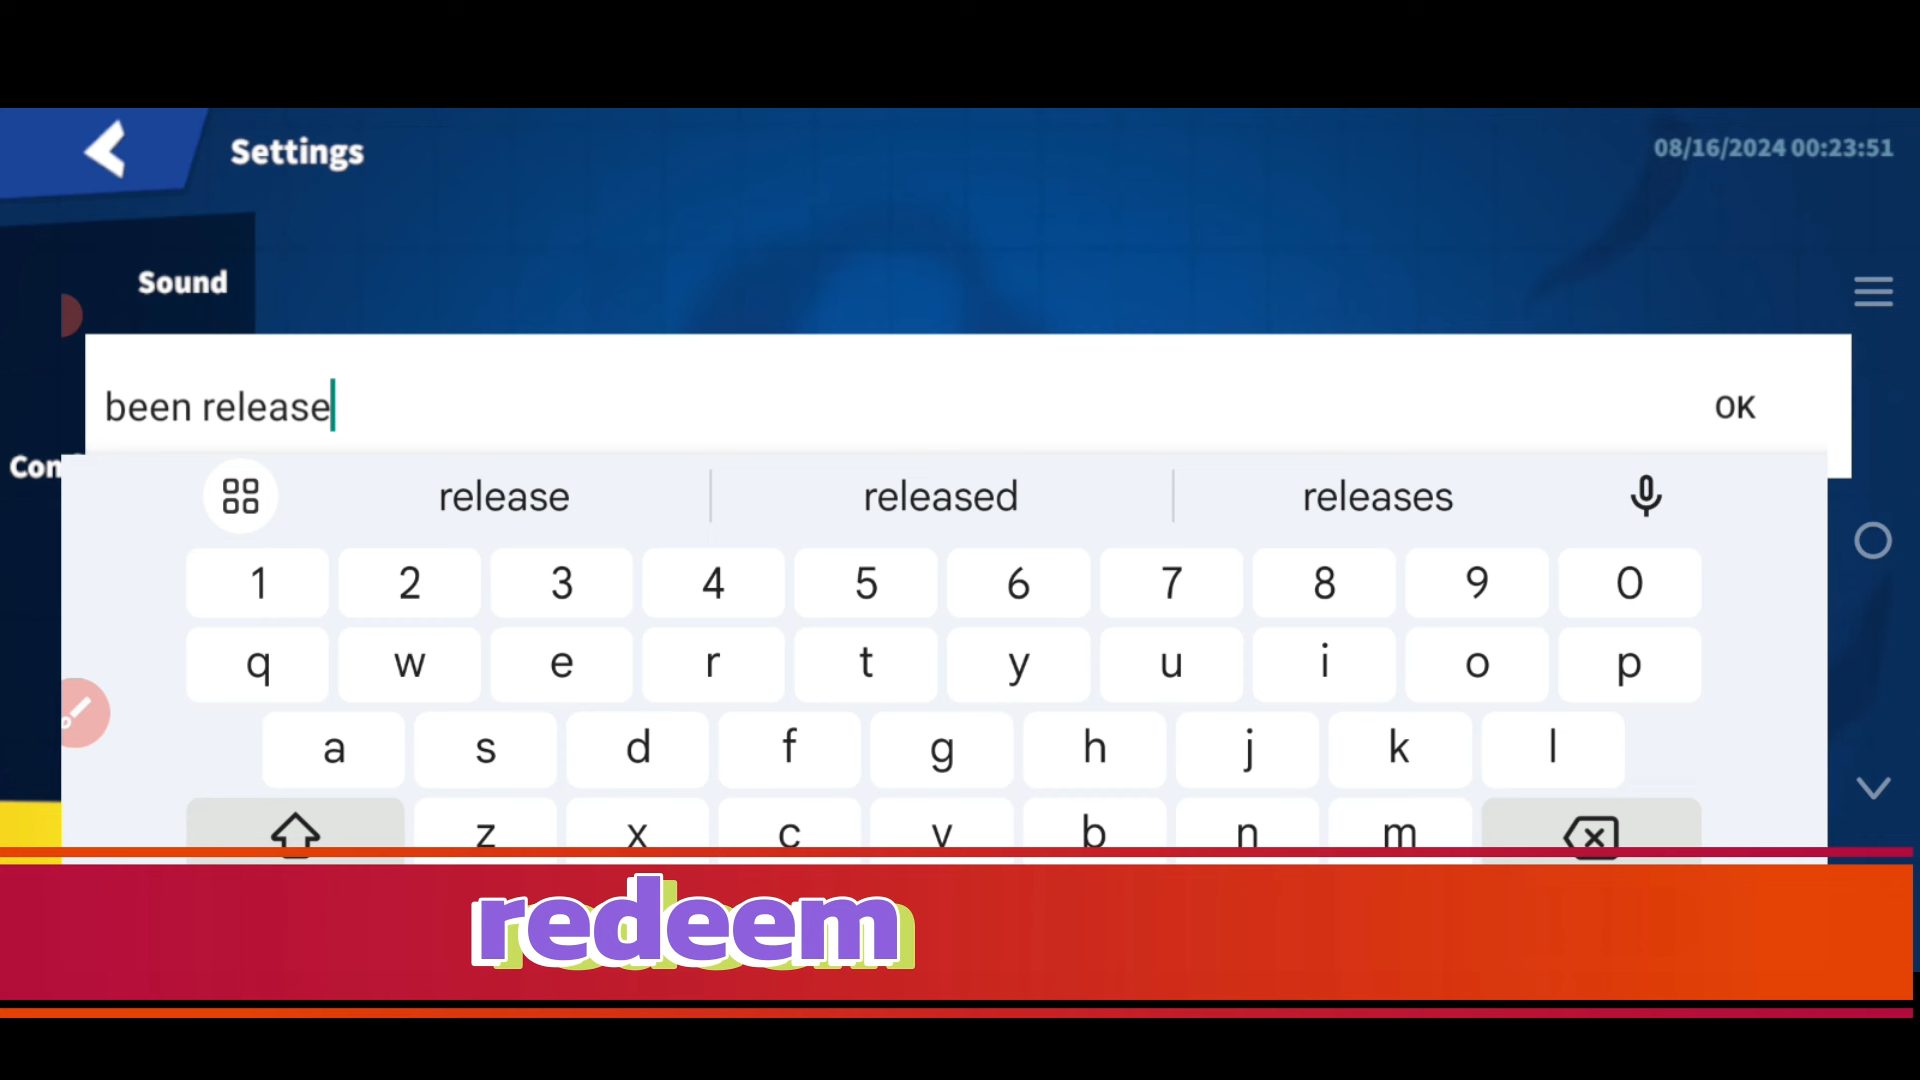 Settings
08/16/2024 00:23:51
Sound
been release
OK
Con
release released releases
1 2 3 4 5 6 7 8 9 0
q w e r t y u i o p
a s d f g h j k l
z x c v b n m
redeem